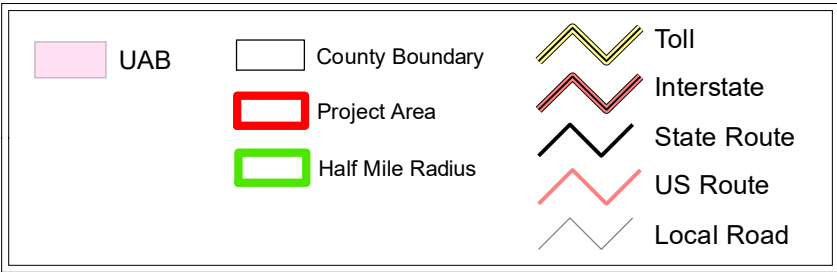 UAB
County Boundary
Project Area
Half Mile Radius
Toll
Interstate
State Route
US Route
Local Road